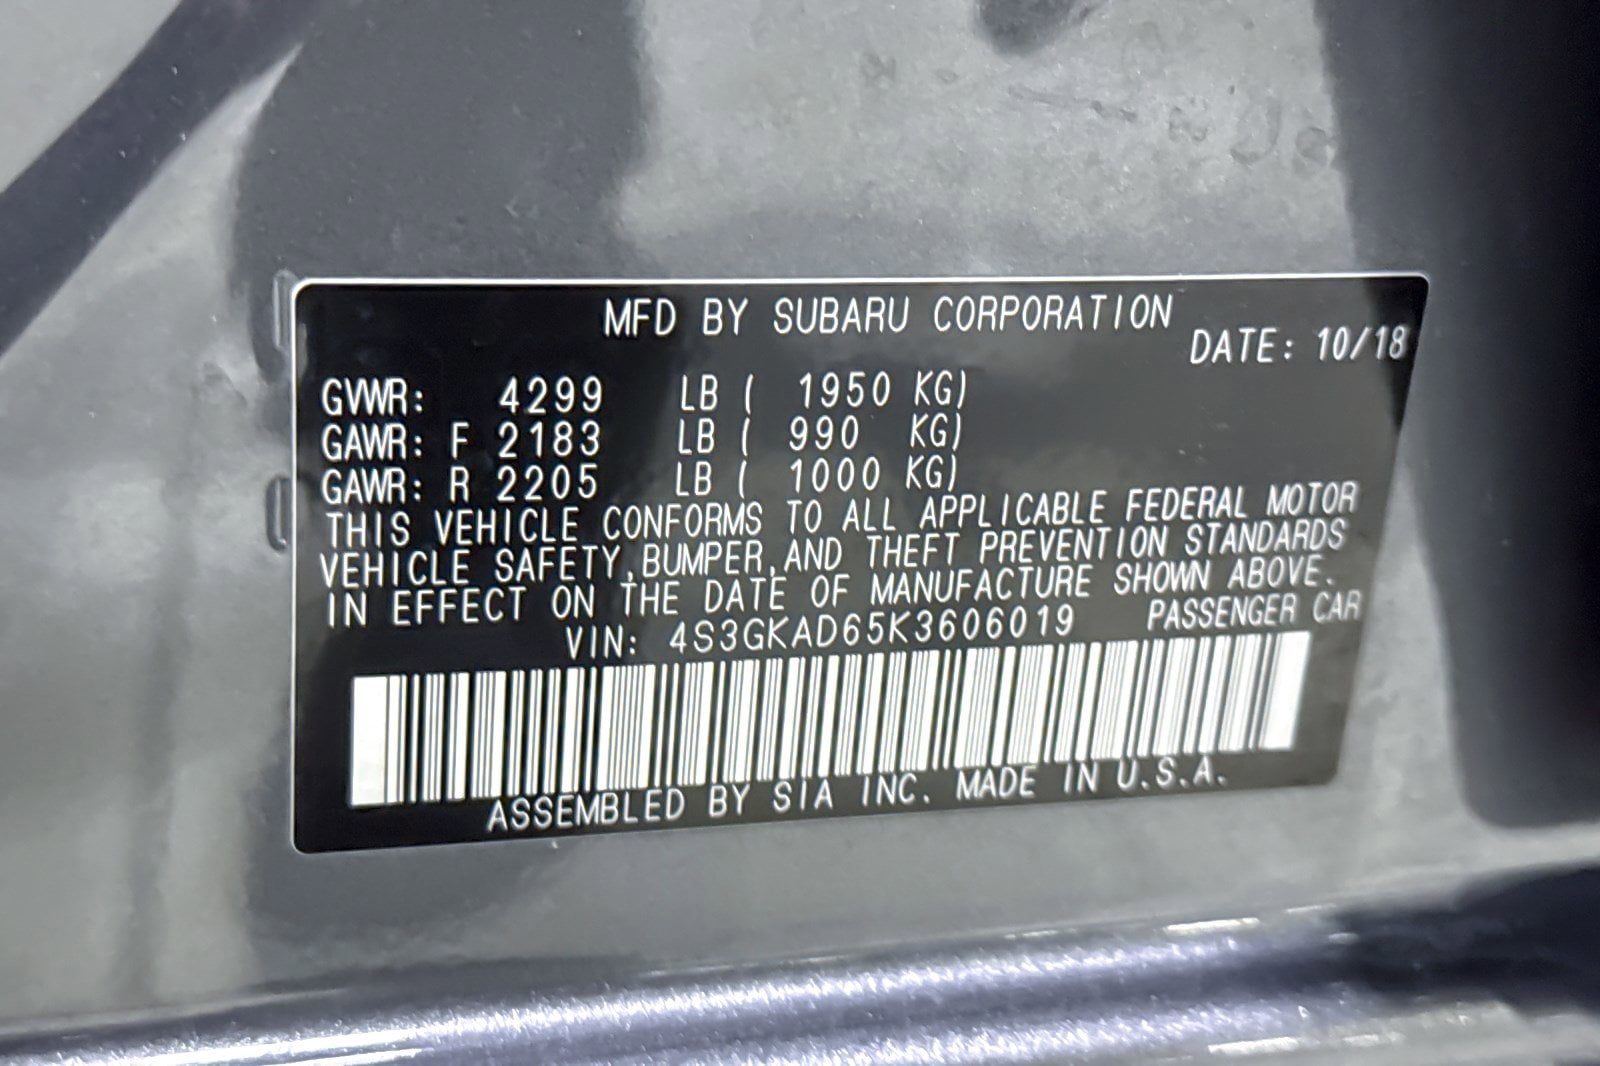 MFD BY SUBARU CORPORATION
DATE: 10/18
GVWR: 4299 LB ( 1950 KG)
GAWR: F 2183 LB ( 990 KG)
GAWR: R 2205 LB ( 1000 KG)
THIS VEHICLE CONFORMS TO ALL APPLICABLE FEDERAL MOTOR
VEHICLE SAFETY,BUMPER,AND THEFT PREVENTION STANDARDS
IN EFFECT ON THE DATE OF MANUFACTURE SHOWN ABOVE.
VIN: 4S3GKAD65K3606019 PASSENGER CAR
ASSEMBLED BY SIA INC. MADE IN U.S.A.